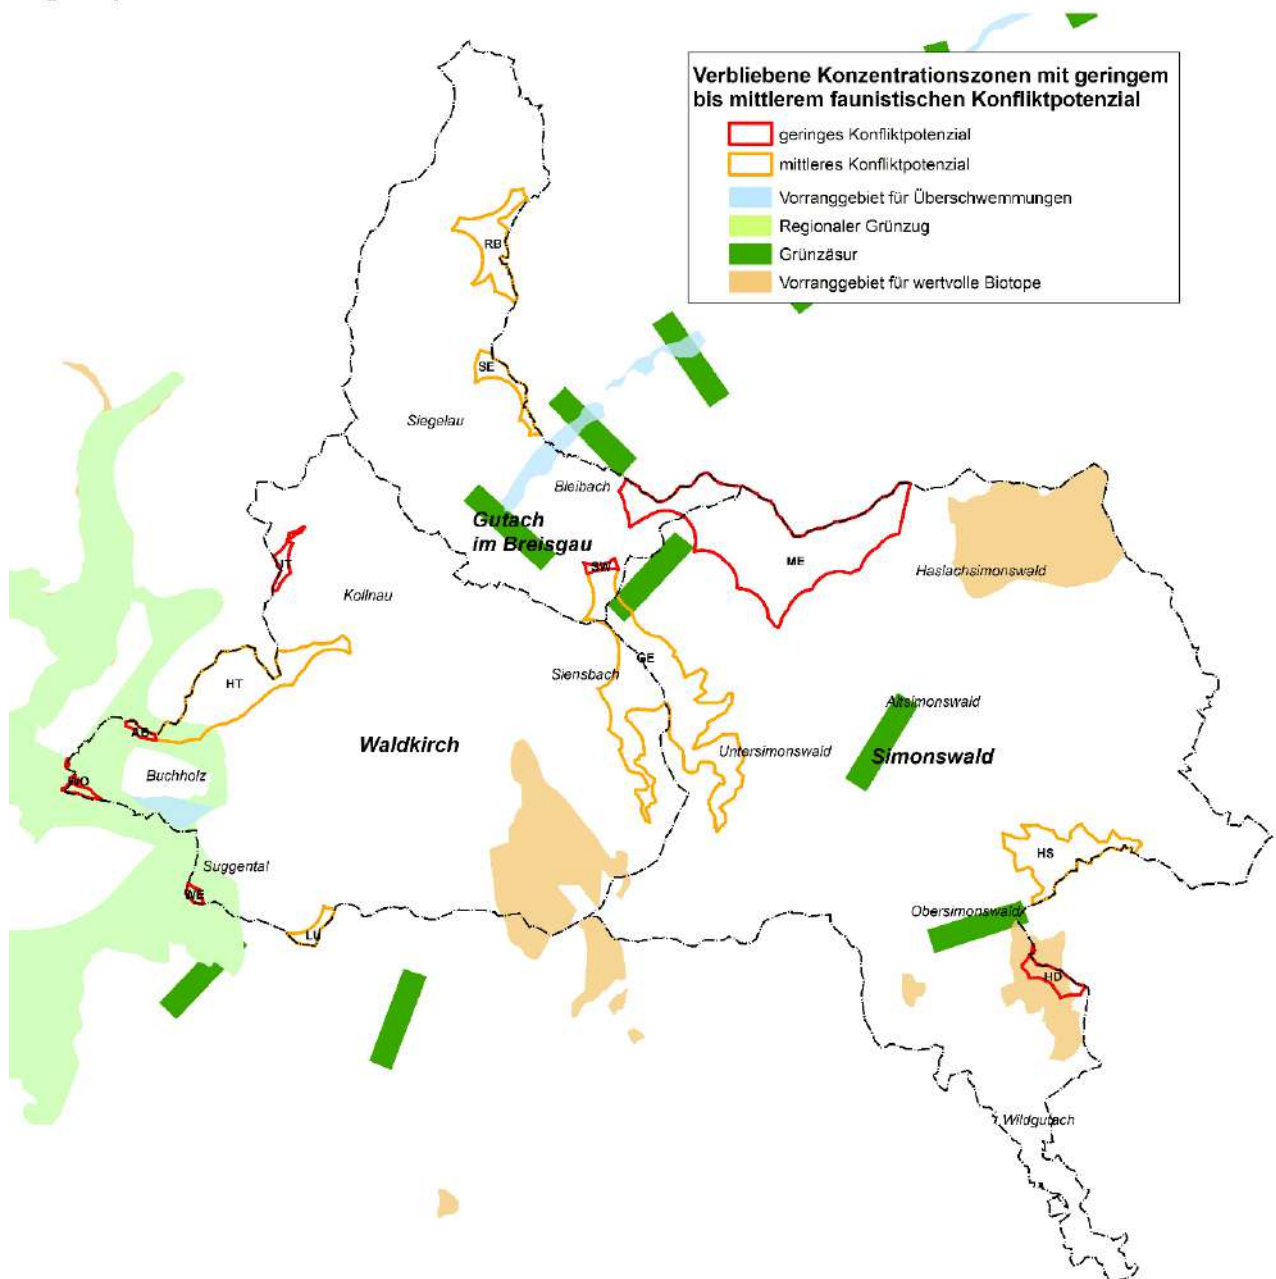 Verbliebene Konzentrationszonen mit geringem
bis mittlerem faunistischen Konfliktpotenzial
geringes Konfliktpotenzial
mittleres Konfliktpotenzial
Vorranggebiet für Überschwemmungen
Regionaler Grünzug
Grünzäsur
Vorranggebiet für wertvolle Biotope
RB
SE
Siegelau
Bleibach
Gutach
im Breisgau
SW
ME
Haslachsimonswald
Kollnau
GE
Siensbach
HT
Altsimonswald
Waldkirch
Untersimonswald
Simonswald
Buchholz
HS
Suggental
WE
Obersimonswald
LU
HD
Wildgutach